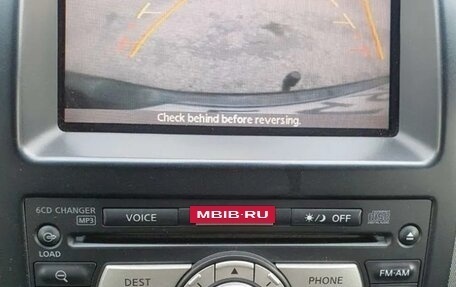 Check behind before reversing.
6CD CHANGER
MP3
VOICE
MBIB·RU
OFF
LOAD
DEST
PHONE
FM-AM